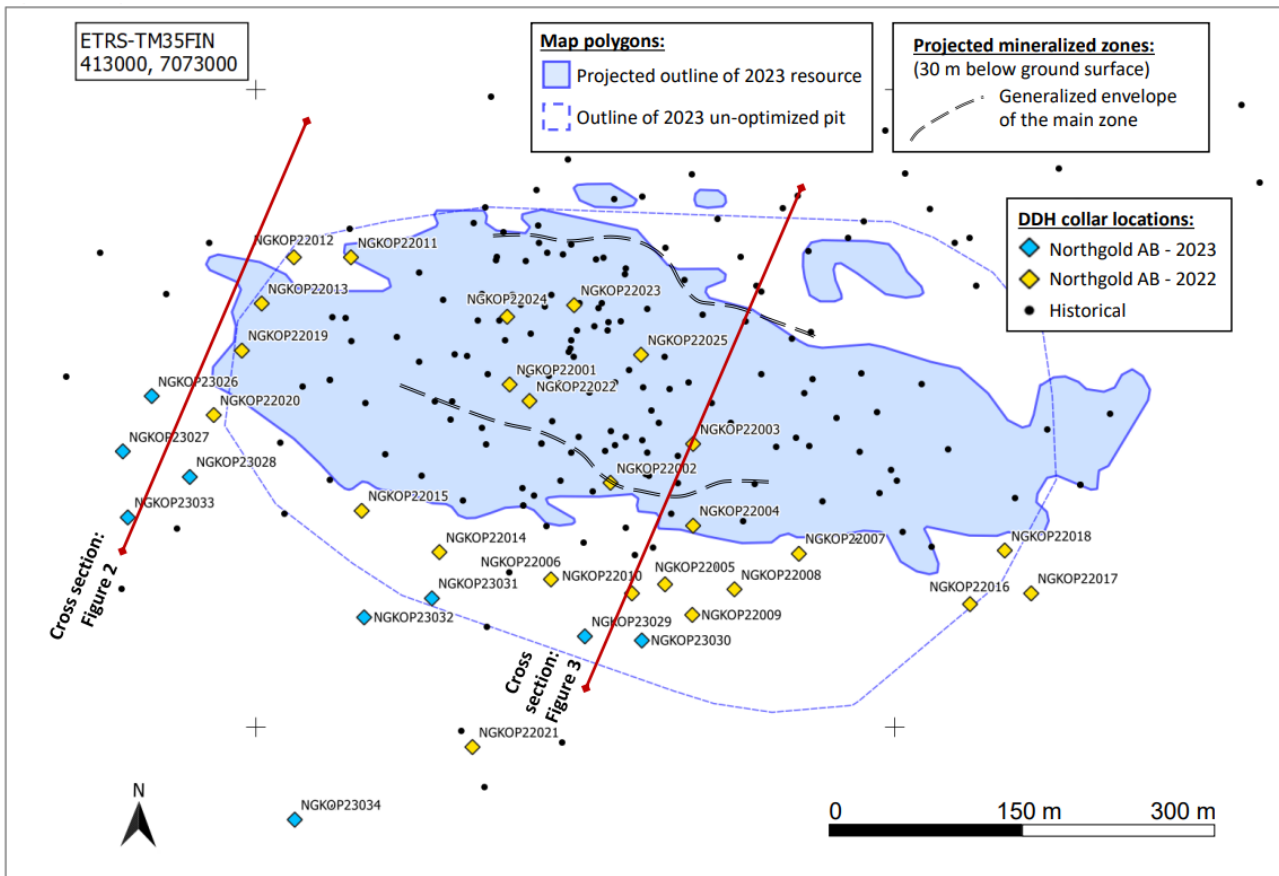 ETRS-TM35FIN
413000, 7073000
Map polygons:
Projected outline of 2023 resource
Outline of 2023 un-optimized pit
Projected mineralized zones:
(30 m below ground surface)
Generalized envelope
of the main zone
DDH collar locations:
Northgold AB - 2023
Northgold AB - 2022
Historical
NGKOP22012
NGKOP22011
NGKOP22013
NGKOP22024
NGKOP22023
NGKOP22019
NGKOP22025
NGKOP22001
NGKOP23026
NGKOP22022
NGKOP22020
NGKOP22003
NGKOP23027
NGKOP23028
NGKOP22002
NGKOP22015
NGKOP23033
NGKOP22004
NGKOP22014
NGKOP22007
NGKOP22018
NGKOP22006
NGKOP22010
NGKOP22005
NGKOP22008
NGKOP23031
NGKOP22016
NGKOP22017
NGKOP23032
NGKOP22009
NGKOP23029
NGKOP23030
Cross section:
Figure 2
Cross
section:
Figure 3
NGKOP22021
NGKOP23034
N
0 150 m 300 m